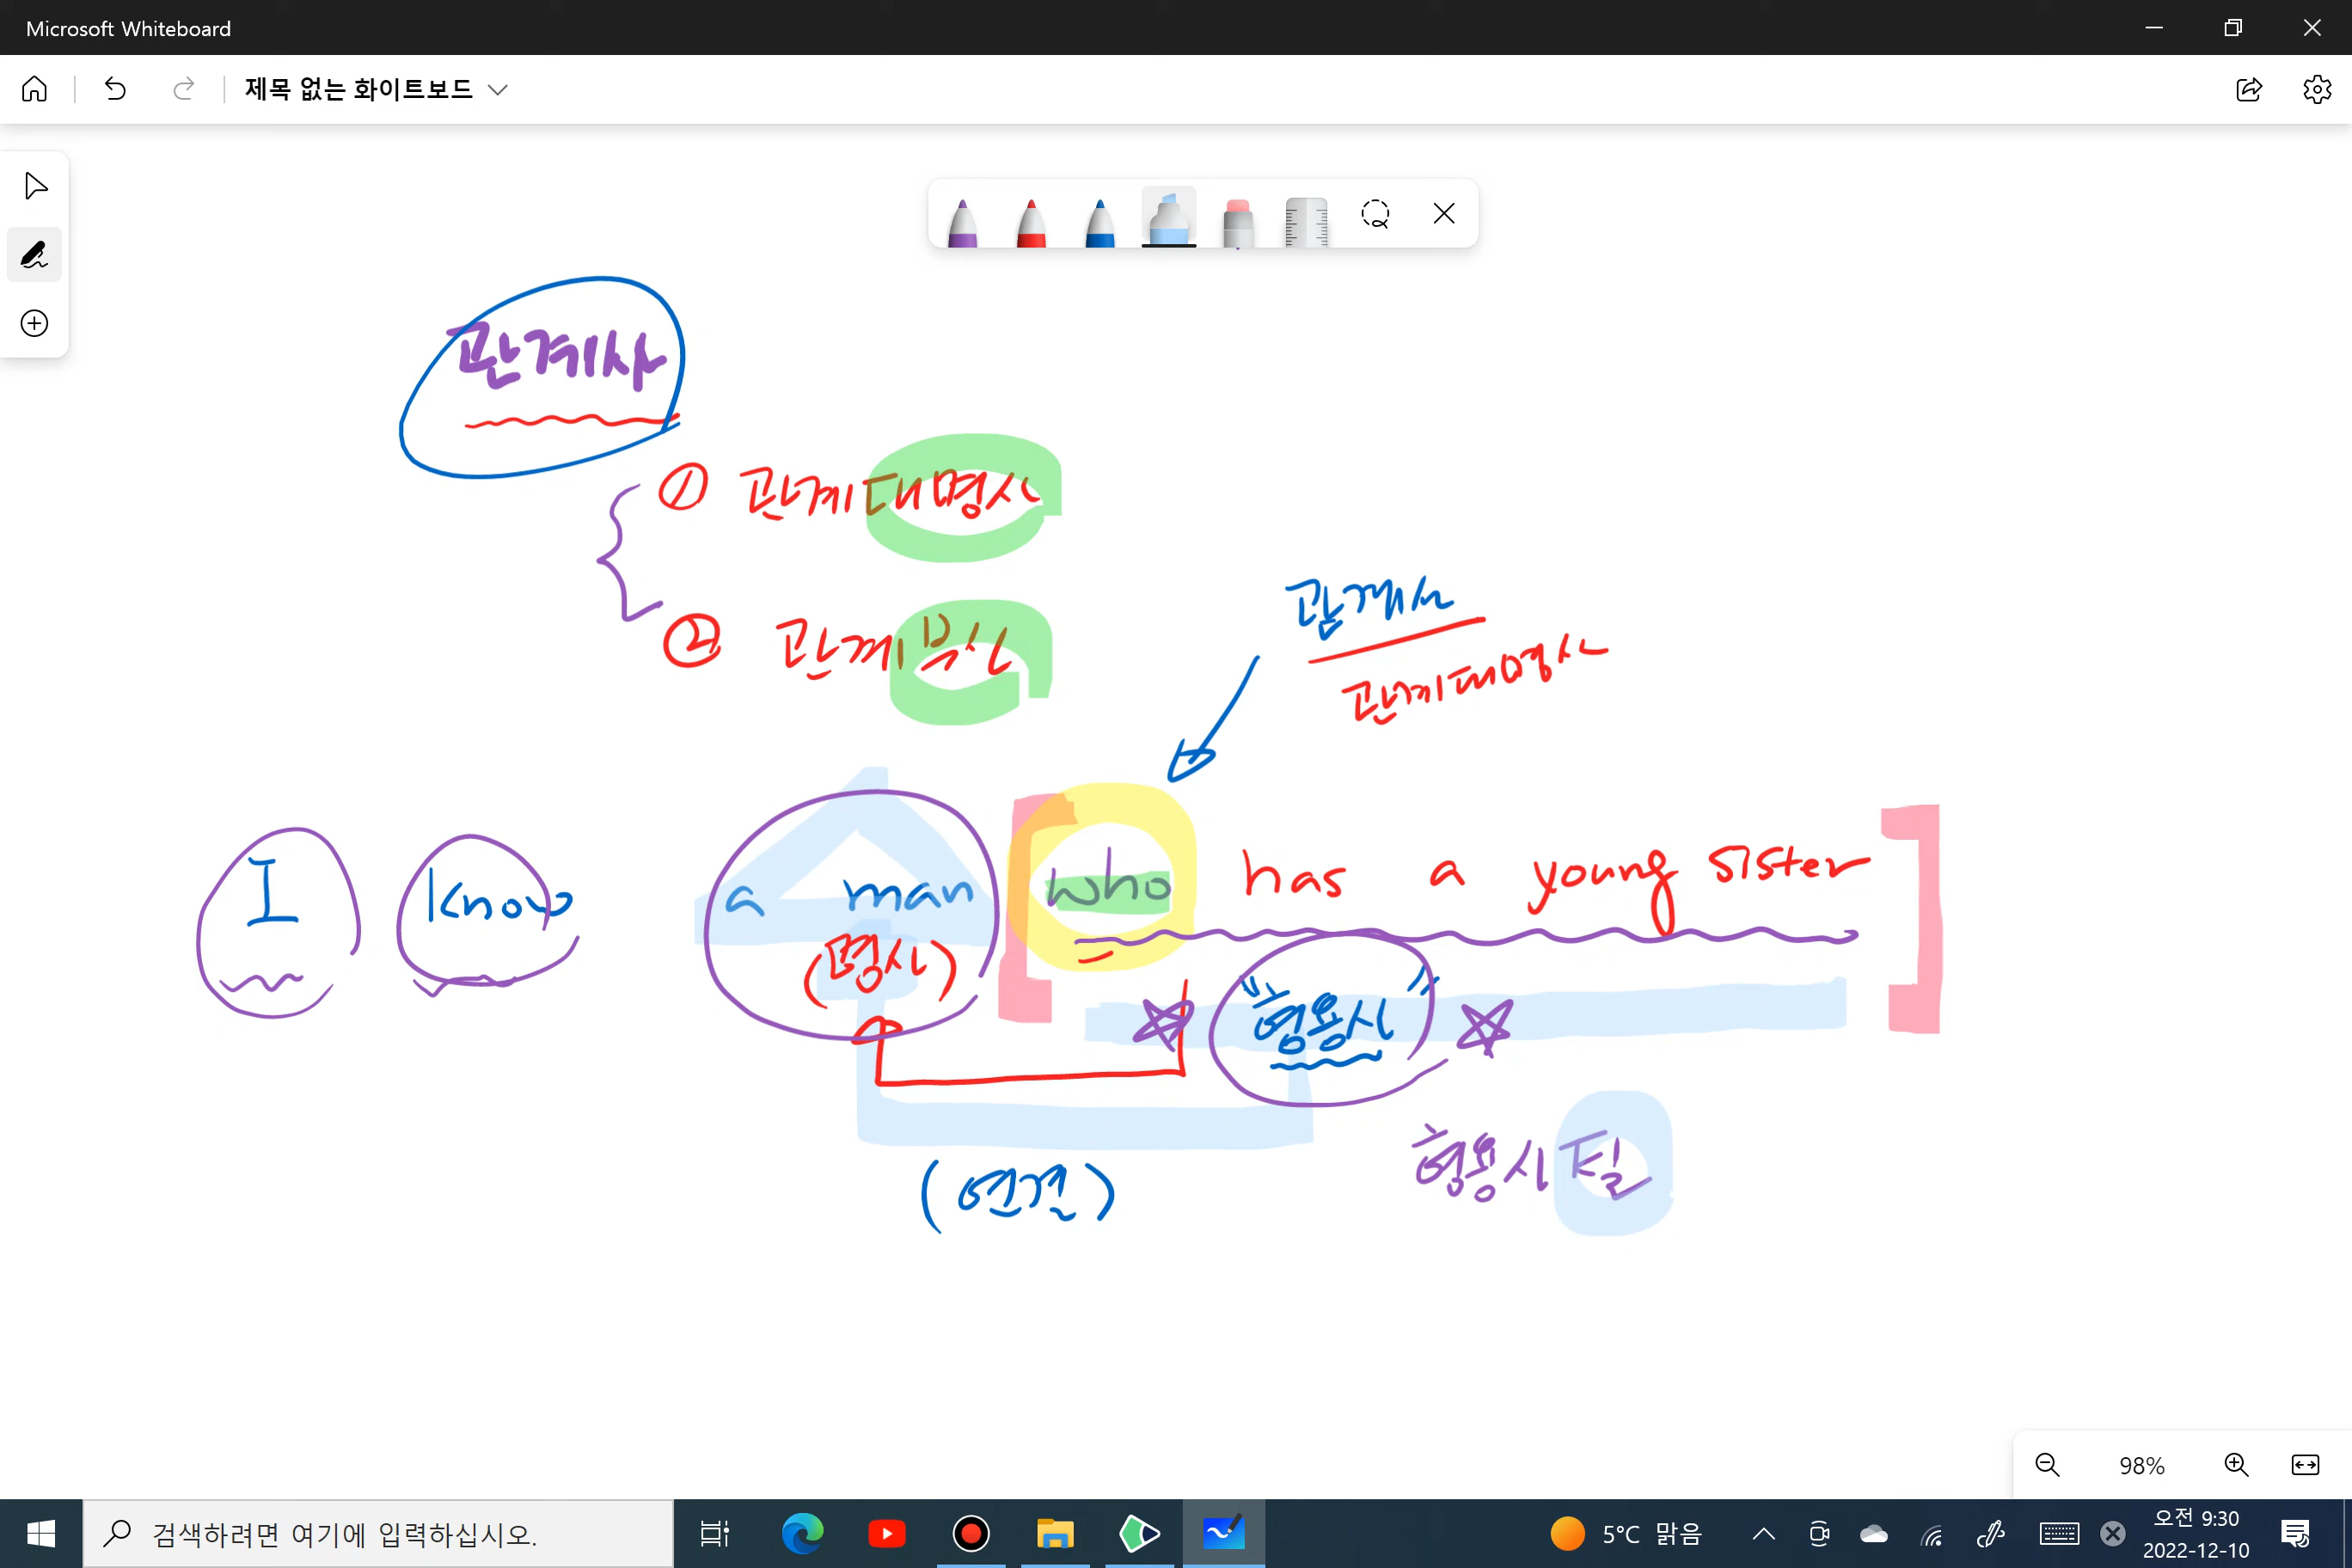 Microsoft Whiteboard
제목 없는 화이트보드
관계사
① 관계대명사
② 관계부사
관계사
관계대명사
I know a man who has a young sister
(명사)
"형용사"
(연결)
형용사절
98%
검색하려면 여기에 입력하십시오.
5°C 맑음
오전 9:30
2022-12-10